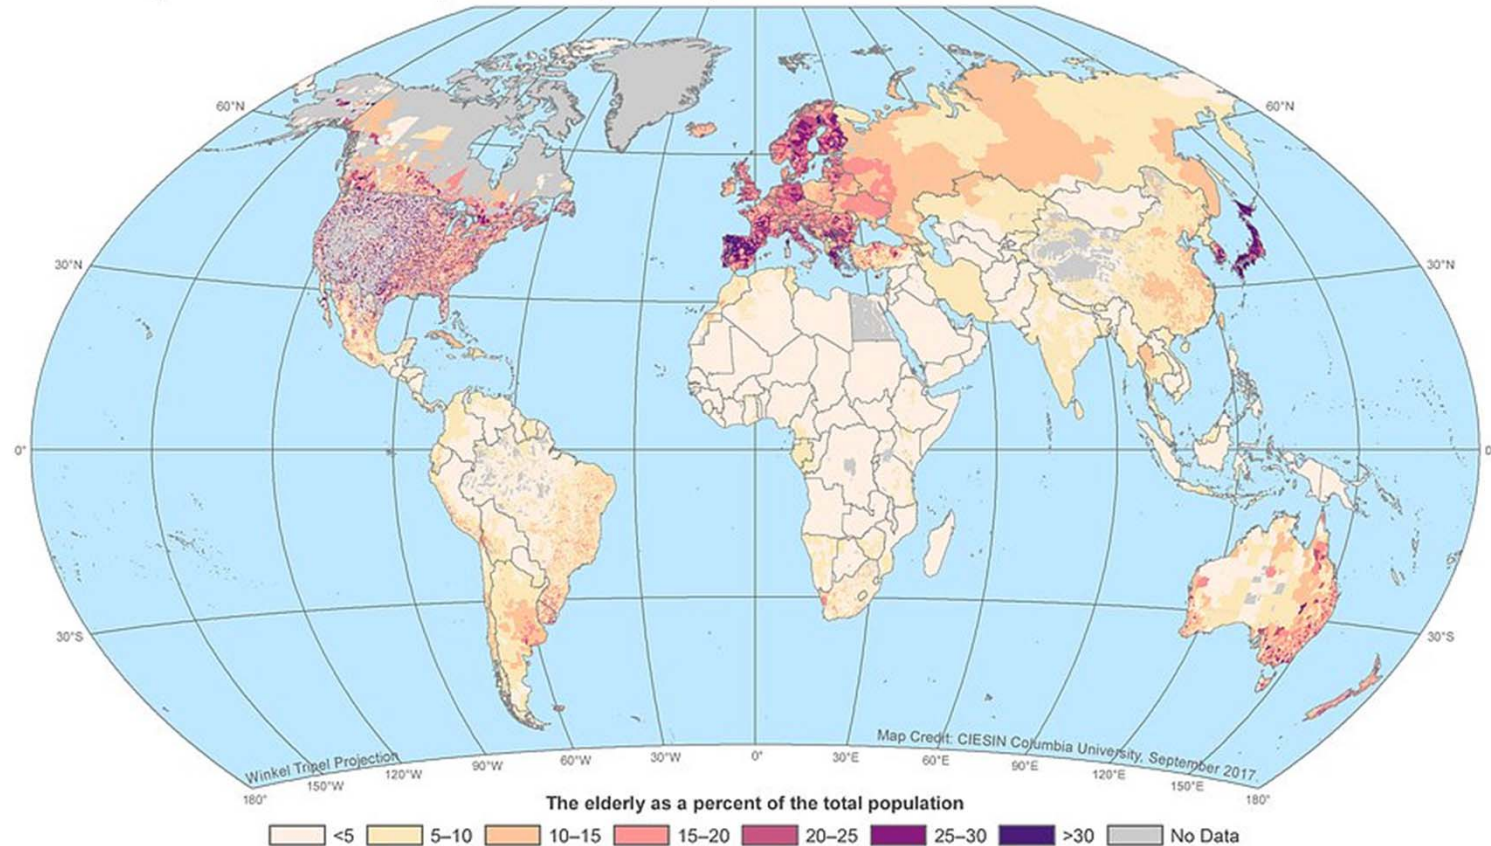 60°N
60°N
30°N
30°N
0°
0
30°S
30°S
Winkel Tripel Projection
Map Credit: CIESIN Columbia University, September 2017.
180°
150°W
120°W
90°W
60°W
30°W
0°
30°E
60°E
90°E
120°E
150°E
180°
The elderly as a percent of the total population
<5
5–10
10–15
15–20
20–25
25–30
>30
No Data